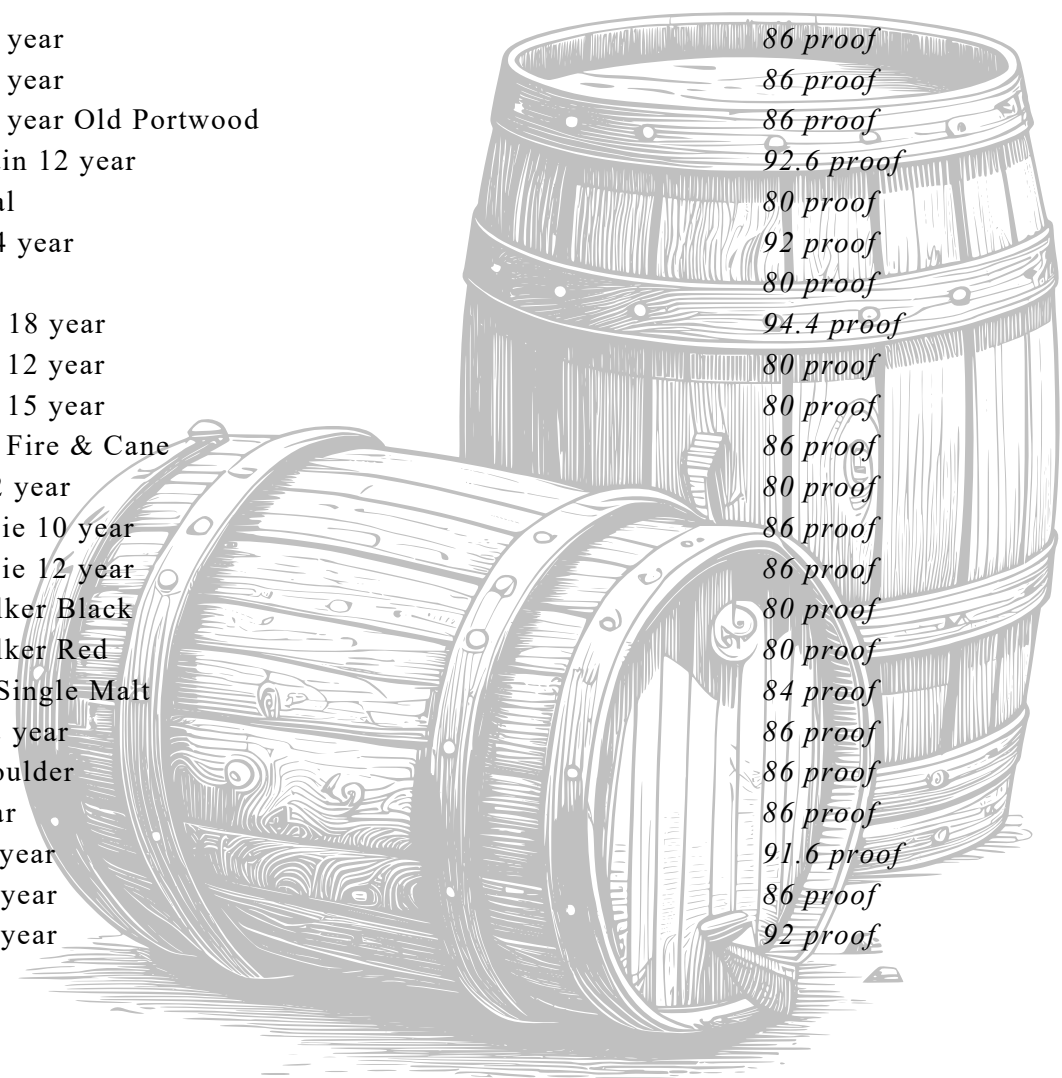 year 86 proof
year 86 proof
year Old Portwood 86 proof
in 12 year 92.6 proof
al 80 proof
4 year 92 proof
80 proof
18 year 94.4 proof
12 year 80 proof
15 year 80 proof
Fire & Cane 86 proof
2 year 80 proof
ie 10 year 86 proof
ie 12 year 86 proof
lker Black 80 proof
lker Red 80 proof
Single Malt 84 proof
year 86 proof
oulder 86 proof
ar 86 proof
year 91.6 proof
year 86 proof
year 92 proof